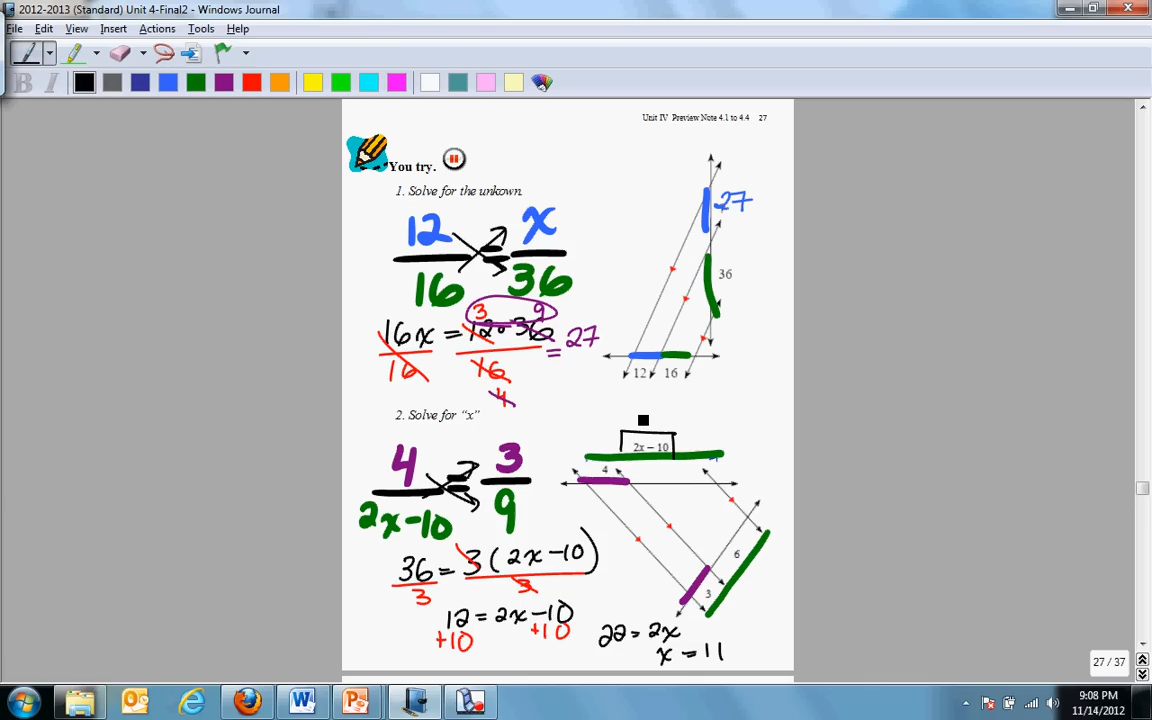 2012-2013 (Standard) Unit 4-Final2 - Windows Journal
File Edit View Insert Actions Tools Help
B I
Unit IV Preview Note 4.1 to 4.4 27
You try.
1. Solve for the unkown.
12 = x
16 36
27
36
12 16
3 9
16x = 12 · 36 = 27
16 16
4
2. Solve for “x”
4 = 3
2x-10 9
2x – 10
4
6
3
36 = 3 (2x-10)
3 3
12 = 2x-10
+10 +10
22 = 2x
x = 11
27 / 37
9:08 PM
11/14/2012